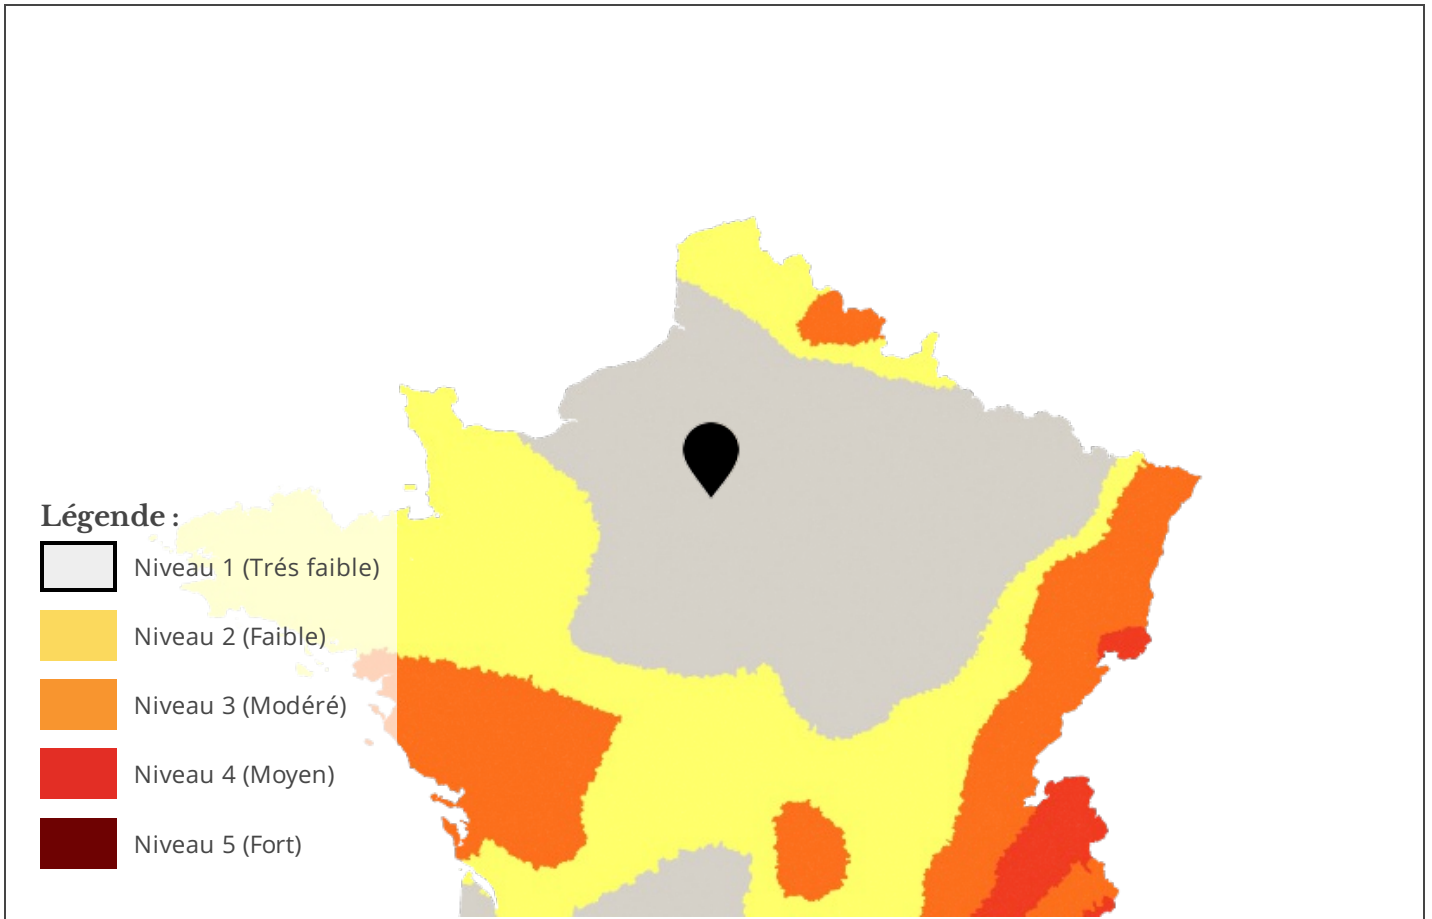 Légende :
Niveau 1 (Trés faible)
Niveau 2 (Faible)
Niveau 3 (Modéré)
Niveau 4 (Moyen)
Niveau 5 (Fort)